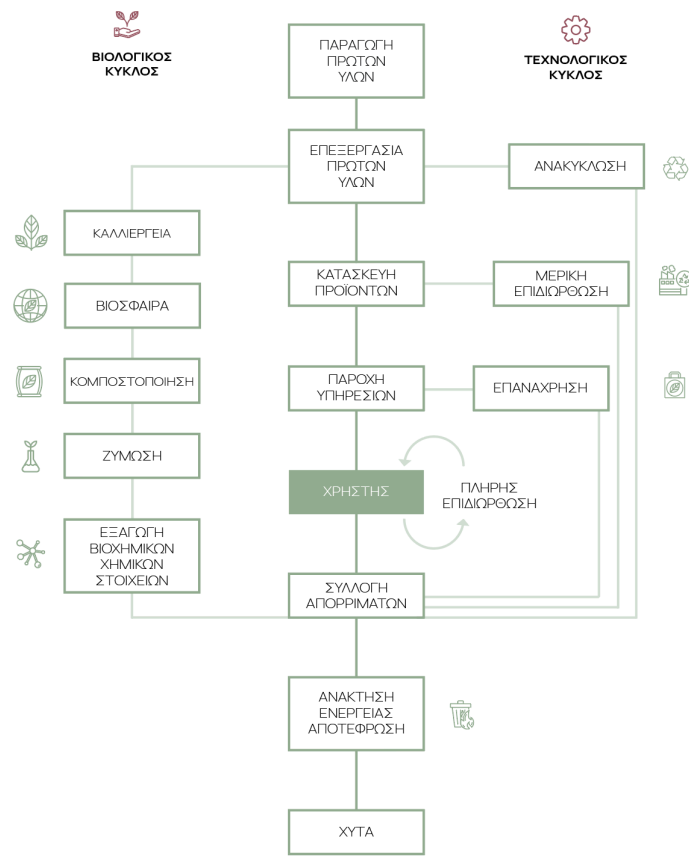 ΒΙΟΛΟΓΙΚΟΣ
ΚΥΚΛΟΣ
ΠΑΡΑΓΩΓΗ
ΠΡΩΤΩΝ
ΥΛΩΝ
ΤΕΧΝΟΛΟΓΙΚΟΣ
ΚΥΚΛΟΣ
ΕΠΕΞΕΡΓΑΣΙΑ
ΠΡΩΤΩΝ
ΥΛΩΝ
ΑΝΑΚΥΚΛΩΣΗ
ΚΑΛΛΙΕΡΓΕΙΑ
ΚΑΤΑΣΚΕΥΗ
ΠΡΟΪΟΝΤΩΝ
ΜΕΡΙΚΗ
ΕΠΙΔΙΟΡΘΩΣΗ
ΒΙΟΣΦΑΙΡΑ
ΚΟΜΠΟΣΤΟΠΟΙΗΣΗ
ΠΑΡΟΧΗ
ΥΠΗΡΕΣΙΩΝ
ΕΠΑΝΑΧΡΗΣΗ
ΖΥΜΩΣΗ
ΧΡΗΣΤΗΣ
ΠΛΗΡΗΣ
ΕΠΙΔΙΟΡΘΩΣΗ
ΕΞΑΓΩΓΗ
ΒΙΟΧΗΜΙΚΩΝ
ΧΗΜΙΚΩΝ
ΣΤΟΙΧΕΙΩΝ
ΣΥΛΛΟΓΗ
ΑΠΟΡΡΙΜΑΤΩΝ
ΑΝΑΚΤΗΣΗ
ΕΝΕΡΓΕΙΑΣ
ΑΠΟΤΕΦΡΩΣΗ
ΧΥΤΑ